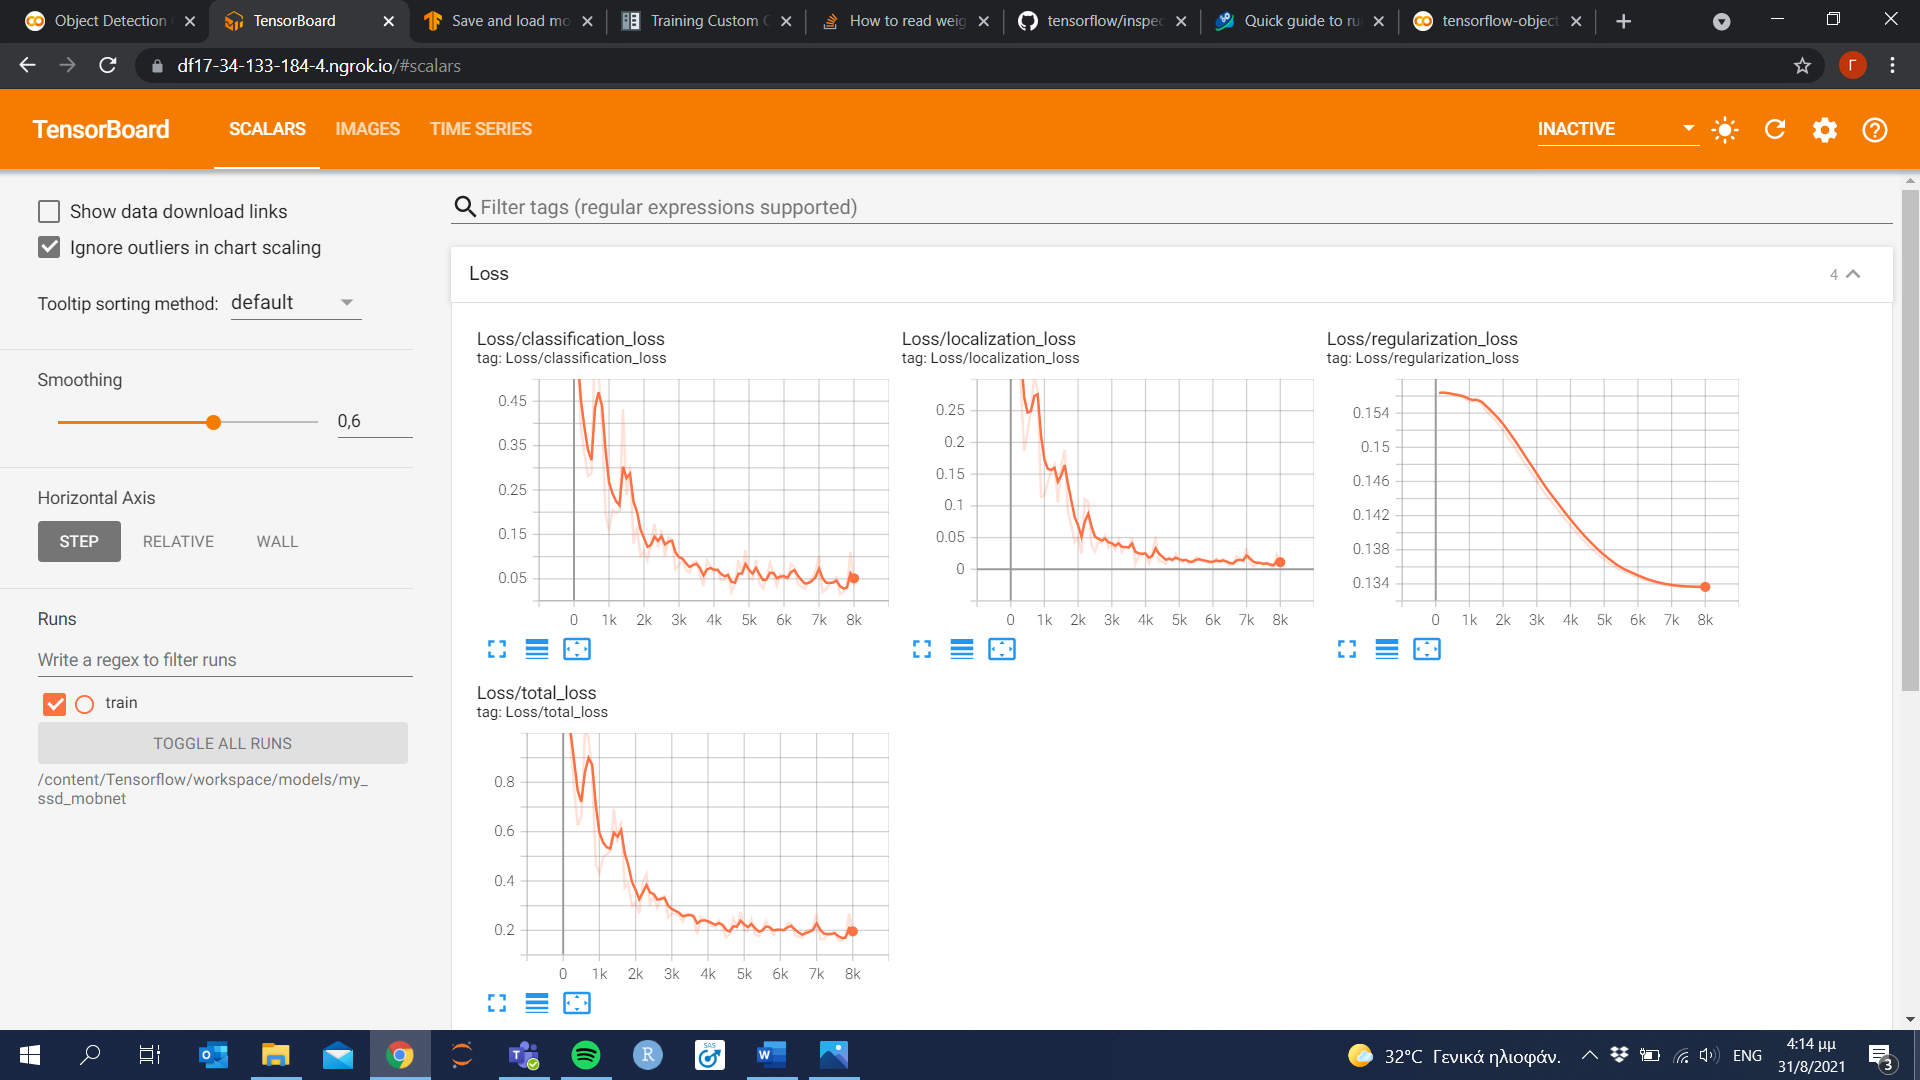 Object Detection
TensorBoard
Save and load mo
Training Custom
How to read weig
tensorflow/inspec
Quick guide to ru
tensorflow-object
df17-34-133-184-4.ngrok.io/#scalars
Γ
TensorBoard
SCALARS
IMAGES
TIME SERIES
INACTIVE
Show data download links
Ignore outliers in chart scaling
Tooltip sorting method: default
Smoothing
0,6
Horizontal Axis
STEP
RELATIVE
WALL
Runs
Write a regex to filter runs
train
TOGGLE ALL RUNS
/content/Tensorflow/workspace/models/my_
ssd_mobnet
Filter tags (regular expressions supported)
Loss
4
Loss/classification_loss
tag: Loss/classification_loss
0.45
0.35
0.25
0.15
0.05
0 1k 2k 3k 4k 5k 6k 7k 8k
Loss/localization_loss
tag: Loss/localization_loss
0.25
0.2
0.15
0.1
0.05
0
0 1k 2k 3k 4k 5k 6k 7k 8k
Loss/regularization_loss
tag: Loss/regularization_loss
0.154
0.15
0.146
0.142
0.138
0.134
0 1k 2k 3k 4k 5k 6k 7k 8k
Loss/total_loss
tag: Loss/total_loss
0.8
0.6
0.4
0.2
0 1k 2k 3k 4k 5k 6k 7k 8k
32°C Γενικά ηλιοφάν.
ENG
4:14 μμ
31/8/2021
3